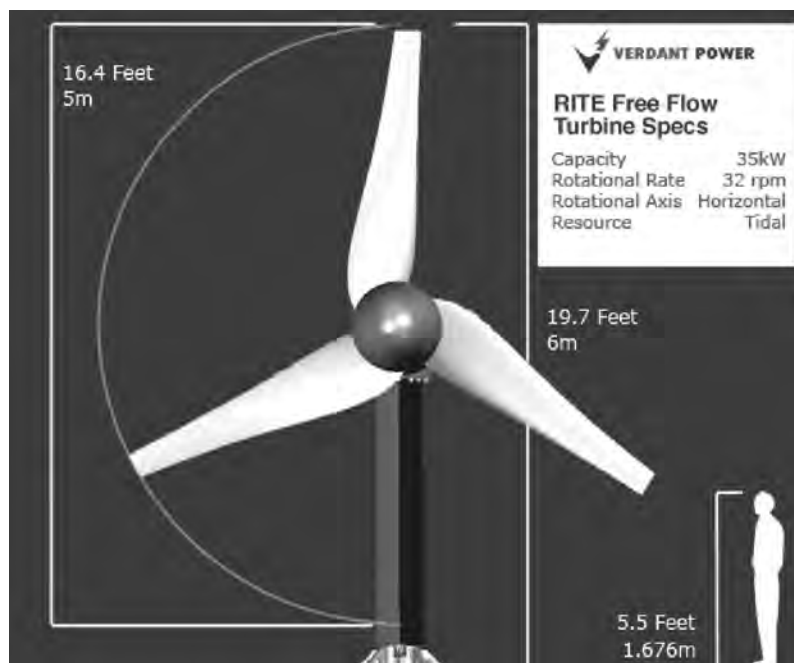 16.4 Feet
5m
VERDANT POWER
RITE Free Flow
Turbine Specs
Capacity 35kW
Rotational Rate 32 rpm
Rotational Axis Horizontal
Resource Tidal
19.7 Feet
6m
5.5 Feet
1.676m